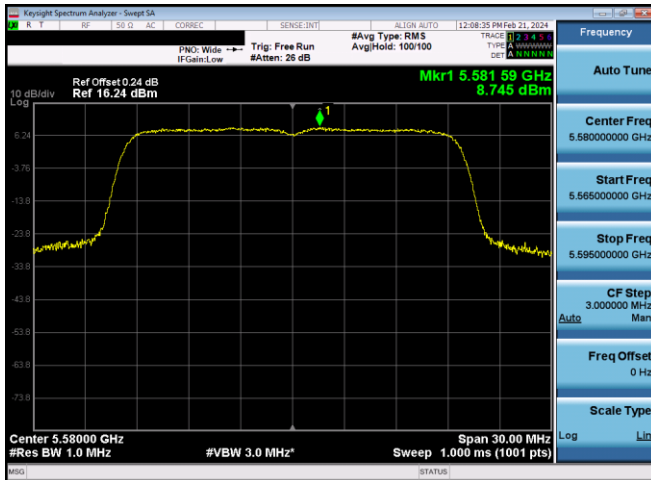 Keysight Spectrum Analyzer - Swept SA
R T RF 50 Ω AC CORREC SENSE:INT ALIGN AUTO 12:08:35 PM Feb 21, 2024
PNO: Wide Trig: Free Run #Avg Type: RMS TRACE 1 2 3 4 5 6
IFGain:Low #Atten: 26 dB Avg|Hold: 100/100 TYPE A WWWWW
DET A N N N N N
Ref Offset 0.24 dB Mkr1 5.581 59 GHz
10 dB/div Ref 16.24 dBm 8.745 dBm
Log
1
6.24
-3.76
-13.8
-23.8
-33.8
-43.8
-53.8
-63.8
-73.8
Center 5.58000 GHz Span 30.00 MHz
#Res BW 1.0 MHz #VBW 3.0 MHz* Sweep 1.000 ms (1001 pts)
MSG STATUS
Frequency
Auto Tune
Center Freq
5.580000000 GHz
Start Freq
5.565000000 GHz
Stop Freq
5.595000000 GHz
CF Step
3.000000 MHz
Auto Man
Freq Offset
0 Hz
Scale Type
Log Lin